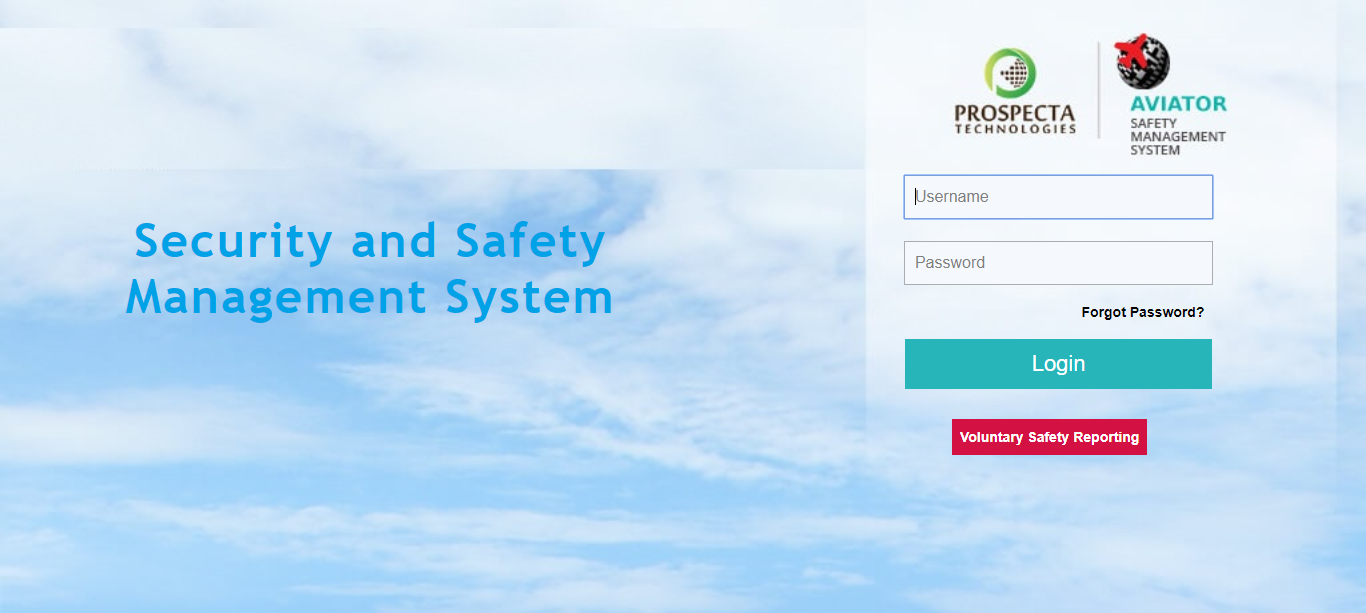 PROSPECTA
TECHNOLOGIES
AVIATOR
SAFETY
MANAGEMENT
SYSTEM
Security and Safety
Management System
Username
Password
Forgot Password?
Login
Voluntary Safety Reporting